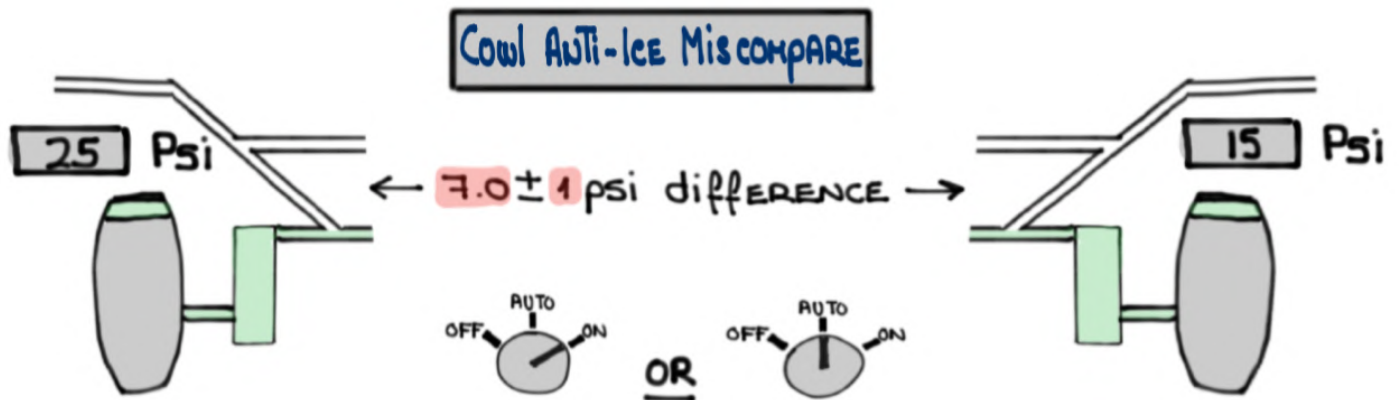 Cowl Anti-Ice Miscompare
25 Psi
15 Psi
7.0 ± 1 psi difference
AUTO
OFF
ON
OR
AUTO
OFF
ON